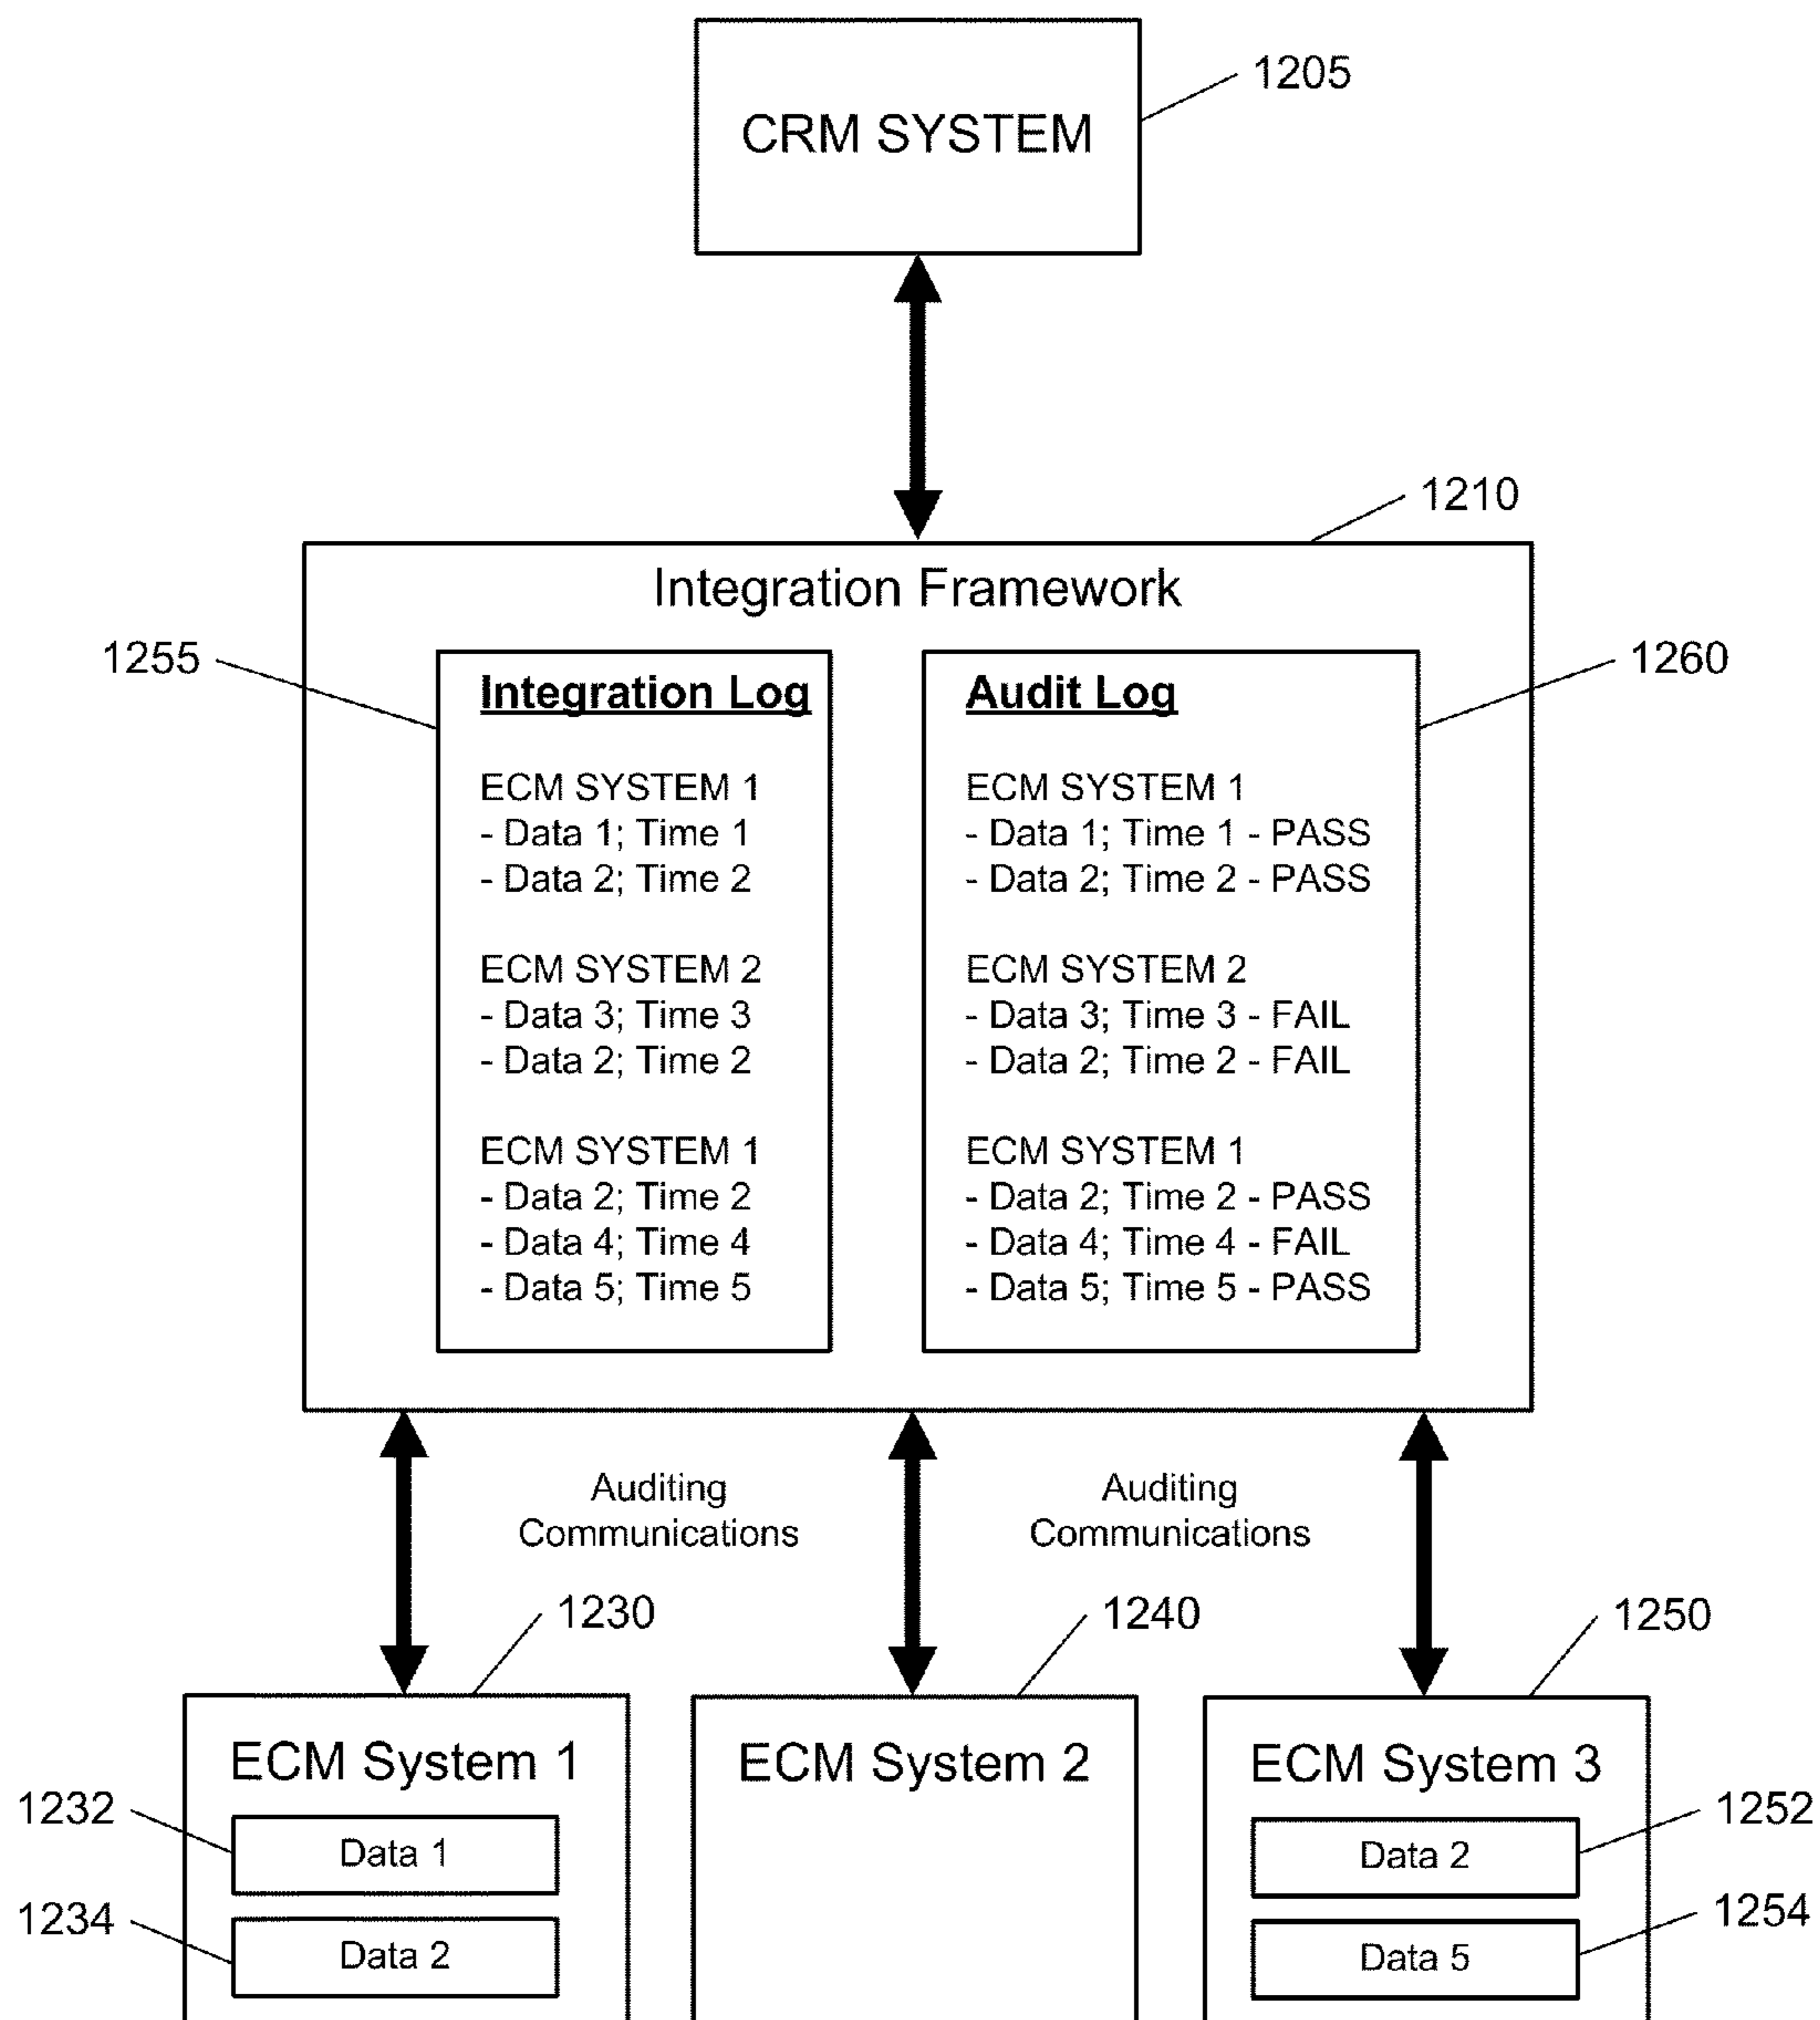 1205
CRM SYSTEM
1210
Integration Framework
1255
1260
Integration Log
ECM SYSTEM 1
- Data 1; Time 1
- Data 2; Time 2
ECM SYSTEM 2
- Data 3; Time 3
- Data 2; Time 2
ECM SYSTEM 1
- Data 2; Time 2
- Data 4; Time 4
- Data 5; Time 5
Audit Log
ECM SYSTEM 1
- Data 1; Time 1 - PASS
- Data 2; Time 2 - PASS
ECM SYSTEM 2
- Data 3; Time 3 - FAIL
- Data 2; Time 2 - FAIL
ECM SYSTEM 1
- Data 2; Time 2 - PASS
- Data 4; Time 4 - FAIL
- Data 5; Time 5 - PASS
Auditing
Communications
Auditing
Communications
1230
1240
1250
ECM System 1
1232
Data 1
1234
Data 2
ECM System 2
ECM System 3
1252
Data 2
1254
Data 5